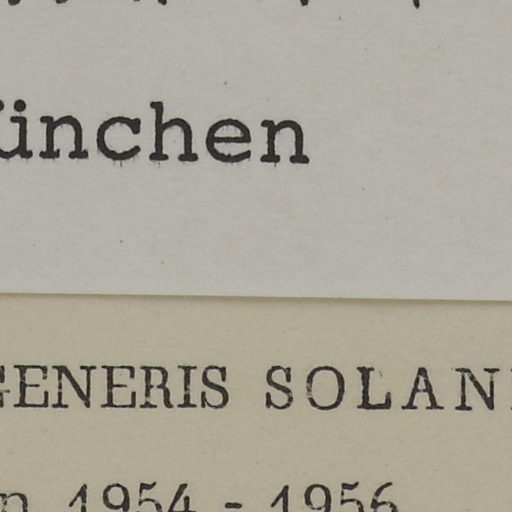 ünchen
GENERIS SOLAN
n 1954 - 1956